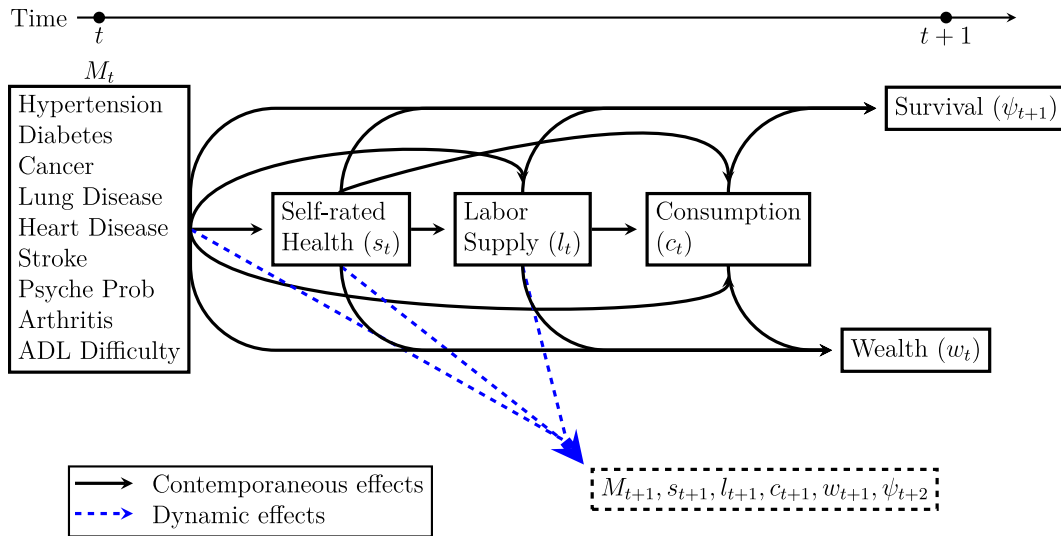 Time
t
t + 1
M_t
Hypertension
Diabetes
Cancer
Lung Disease
Heart Disease
Stroke
Psyche Prob
Arthritis
ADL Difficulty
Self-rated
Health (s_t)
Labor
Supply (l_t)
Consumption
(c_t)
Survival (ψ_{t+1})
Wealth (w_t)
M_{t+1}, s_{t+1}, l_{t+1}, c_{t+1}, w_{t+1}, ψ_{t+2}
Contemporaneous effects
Dynamic effects